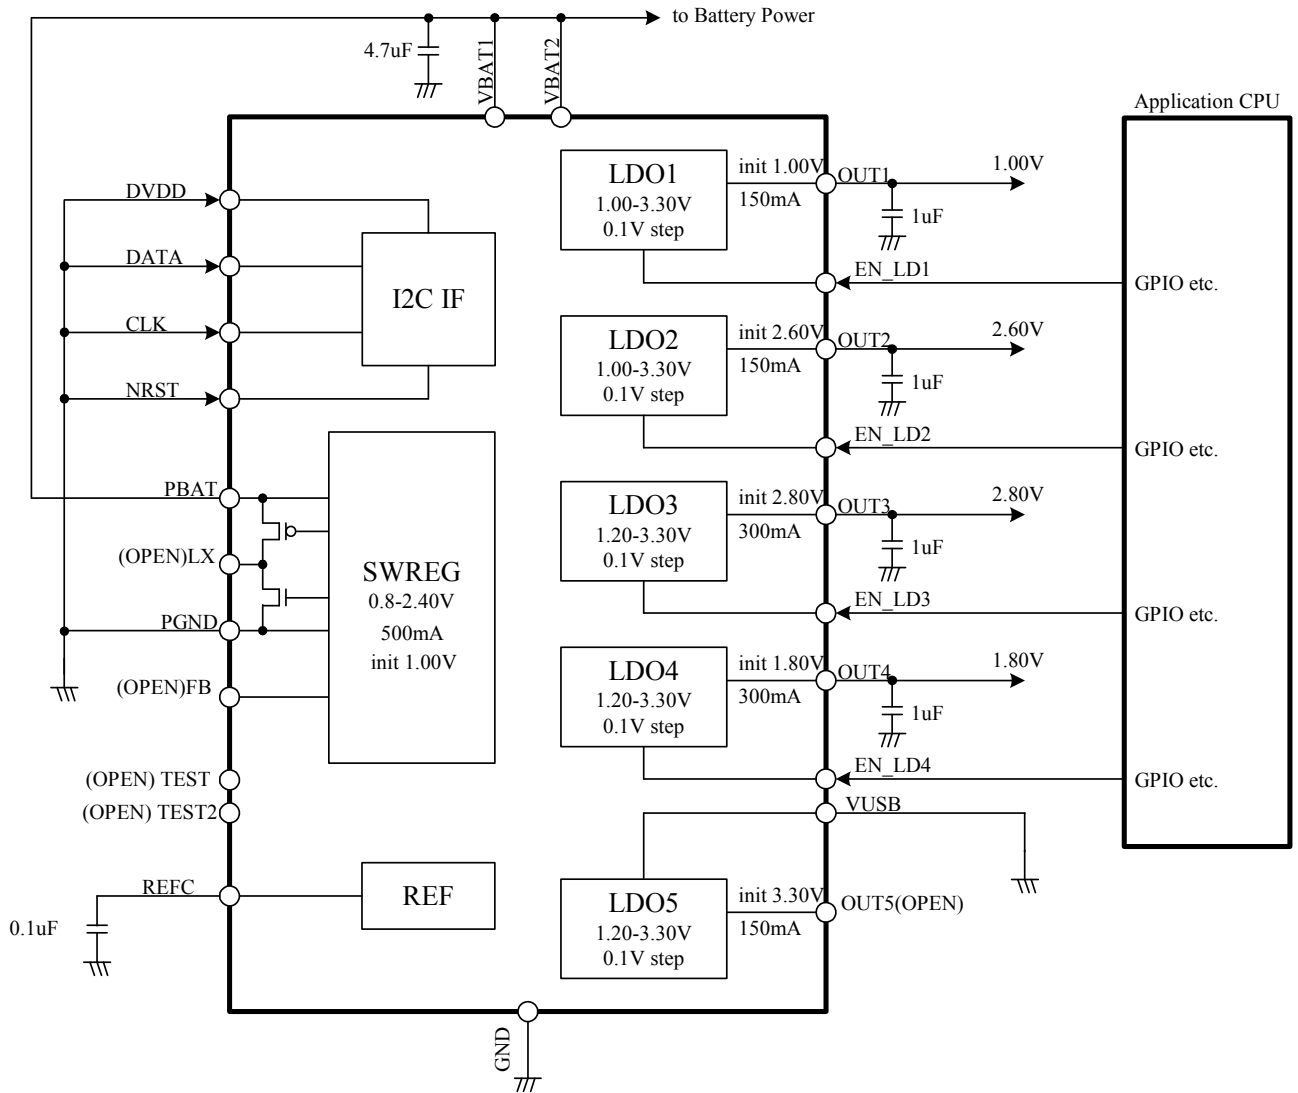 to Battery Power
4.7uF
VBAT1
VBAT2
Application CPU
DVDD
DATA
CLK
NRST
I2C IF
PBAT
(OPEN)LX
PGND
(OPEN)FB
SWREG
0.8-2.40V
500mA
init 1.00V
(OPEN) TEST
(OPEN) TEST2
REFC
0.1uF
REF
GND
LDO1
1.00-3.30V
0.1V step
init 1.00V
150mA
OUT1
1.00V
1uF
EN_LD1
GPIO etc.
LDO2
1.00-3.30V
0.1V step
init 2.60V
150mA
OUT2
2.60V
1uF
EN_LD2
GPIO etc.
LDO3
1.20-3.30V
0.1V step
init 2.80V
300mA
OUT3
2.80V
1uF
EN_LD3
GPIO etc.
LDO4
1.20-3.30V
0.1V step
init 1.80V
300mA
OUT4
1.80V
1uF
EN_LD4
GPIO etc.
VUSB
LDO5
1.20-3.30V
0.1V step
init 3.30V
150mA
OUT5(OPEN)